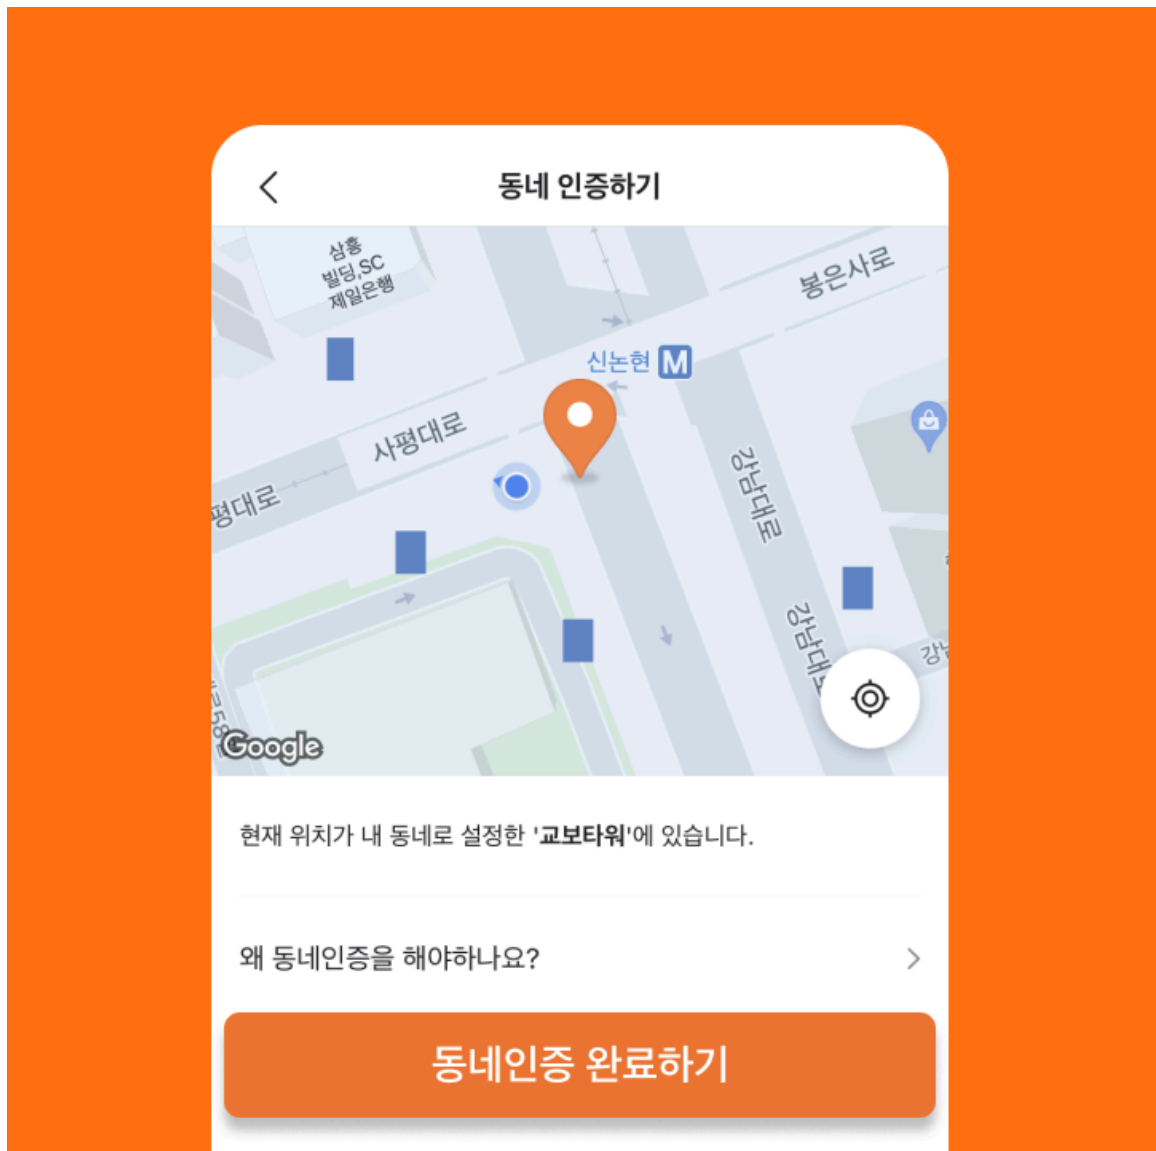 동네 인증하기
삼흥
빌딩,SC
제일은행
봉은사로
신논현 M
사평대로
평대로
강남대로
강남대로
Google
현재 위치가 내 동네로 설정한 '교보타워'에 있습니다.
왜 동네인증을 해야하나요?
동네인증 완료하기